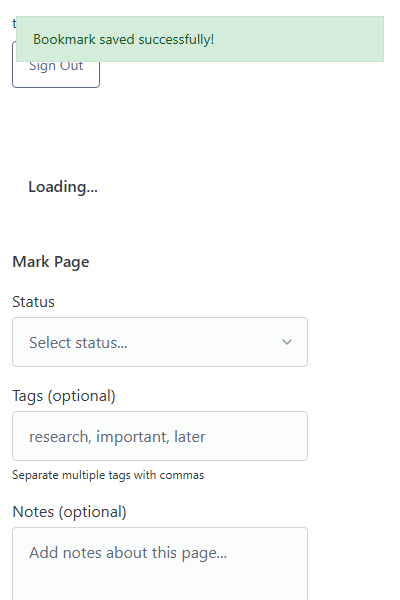 Bookmark saved successfully!
Sign Out
Loading...
Mark Page
Status
Select status...
Tags (optional)
research, important, later
Separate multiple tags with commas
Notes (optional)
Add notes about this page...